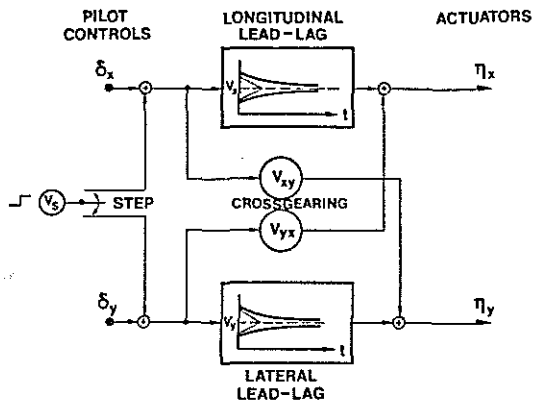 PILOT
CONTROLS
LONGITUDINAL
LEAD-LAG
ACTUATORS
δx
Vx
t
ηx
Vxy
VS
STEP
CROSSGEARING
Vyx
δy
Vy
t
ηy
LATERAL
LEAD-LAG